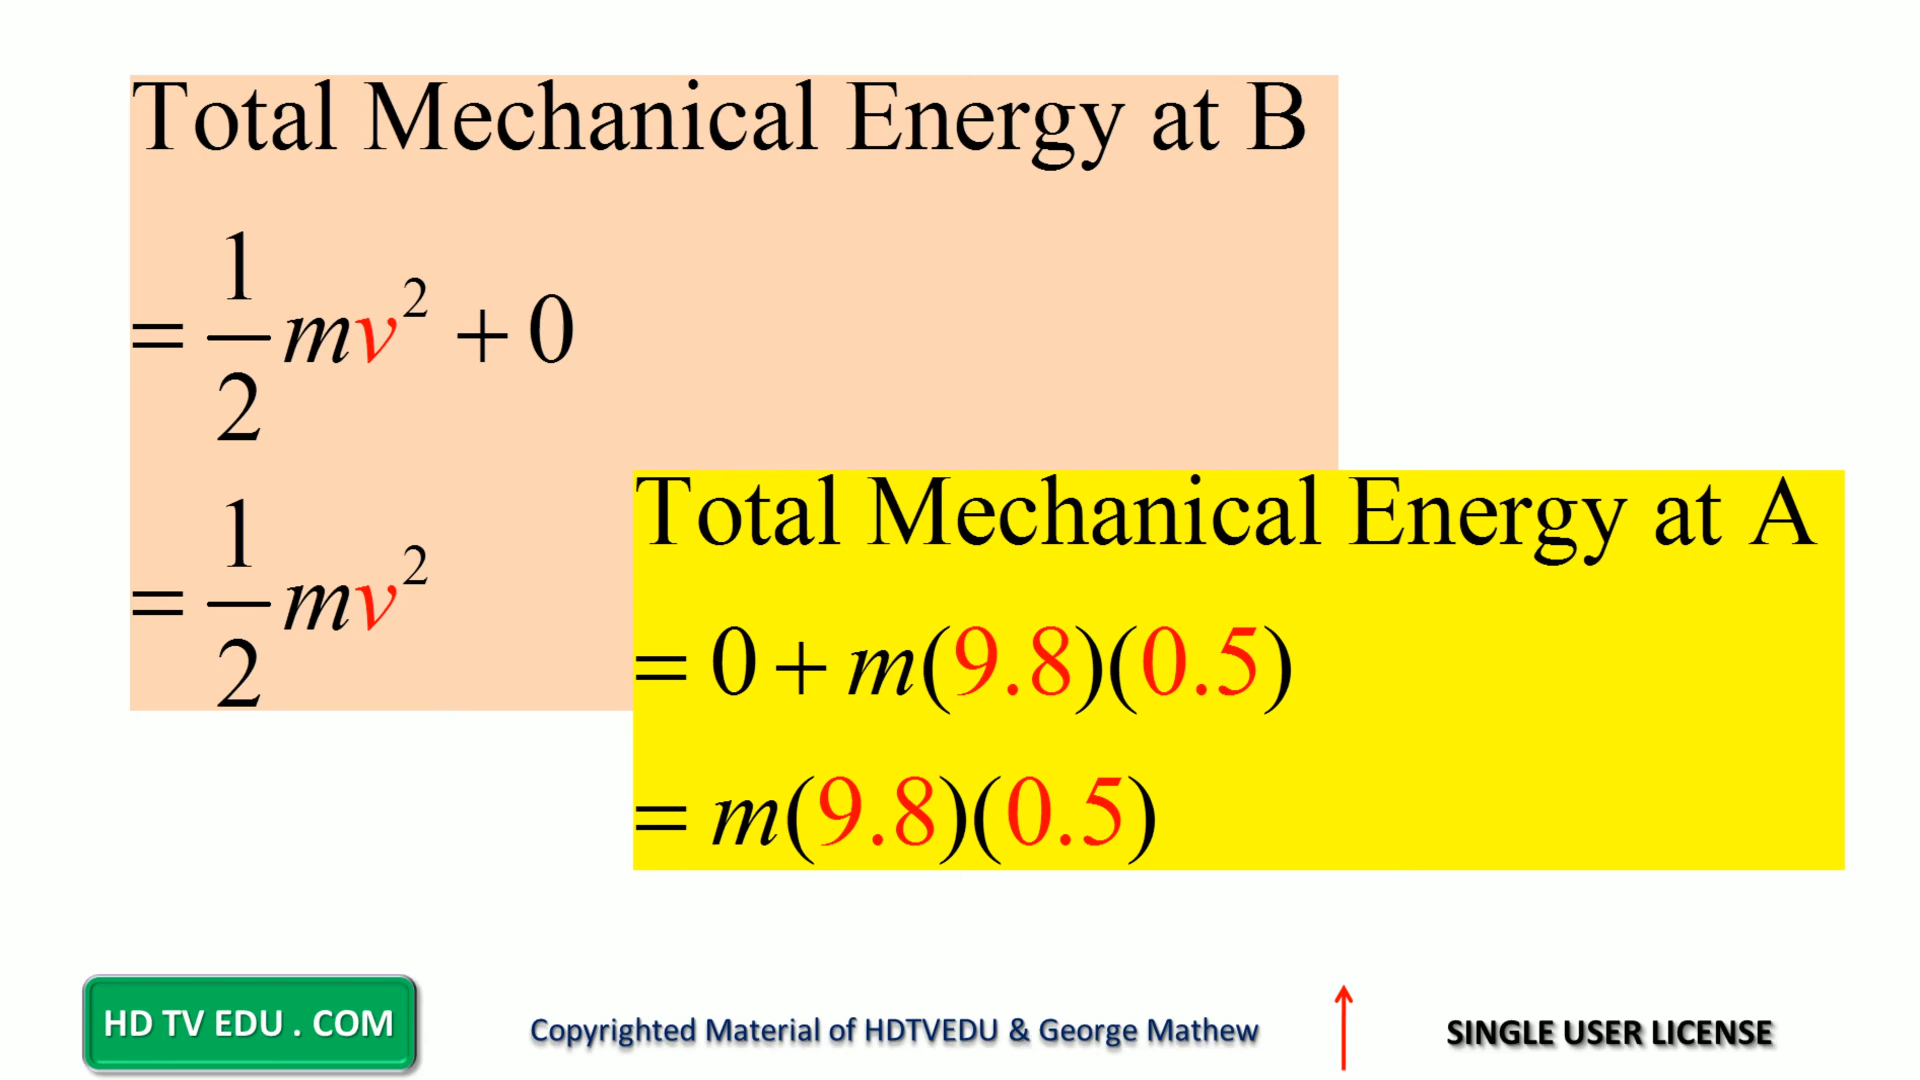 Total Mechanical Energy at B
= 1/2 mv² + 0
= 1/2 mv²
Total Mechanical Energy at A
= 0 + m(9.8)(0.5)
= m(9.8)(0.5)
HD TV EDU . COM
Copyrighted Material of HDTVEDU & George Mathew
SINGLE USER LICENSE